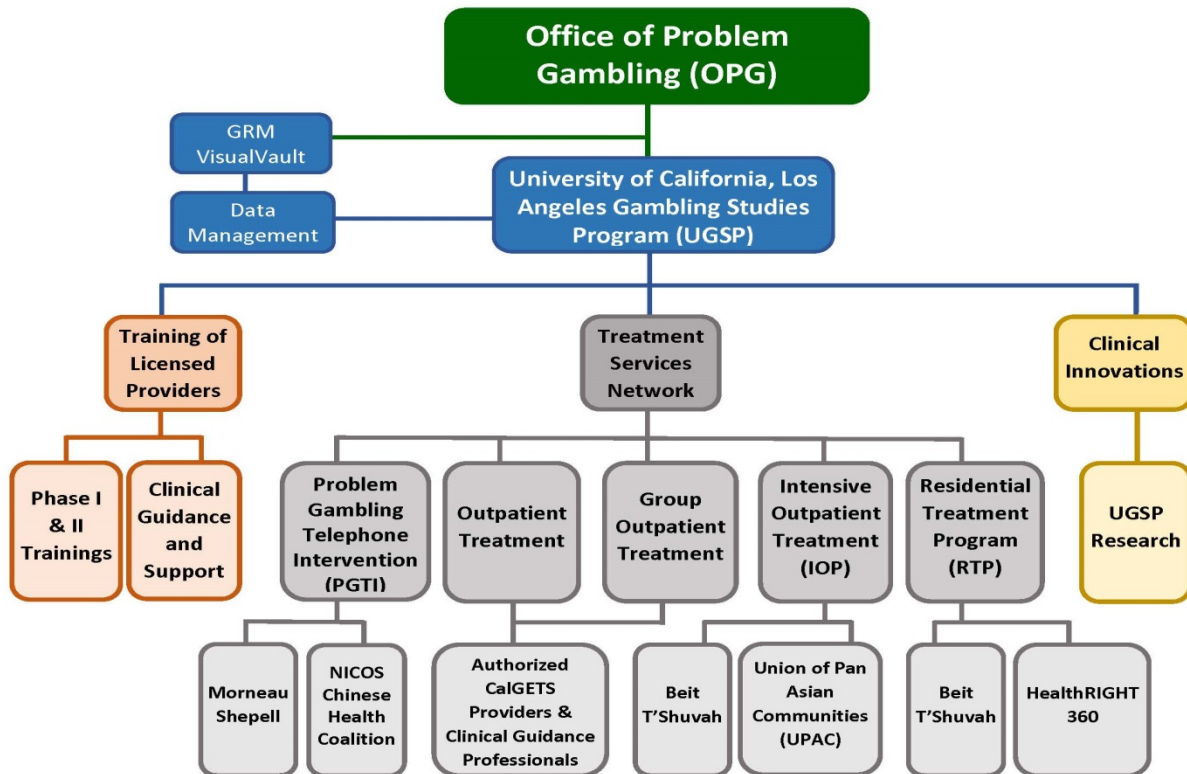 Office of Problem
Gambling (OPG)
GRM
VisualVault
Data
Management
University of California, Los
Angeles Gambling Studies
Program (UGSP)
Training of
Licensed
Providers
Treatment
Services
Network
Clinical
Innovations
Phase I
& II
Trainings
Clinical
Guidance
and
Support
Problem
Gambling
Telephone
Intervention
(PGTI)
Outpatient
Treatment
Group
Outpatient
Treatment
Intensive
Outpatient
Treatment
(IOP)
Residential
Treatment
Program
(RTP)
UGSP
Research
Morneau
Shepell
NICOS
Chinese
Health
Coalition
Authorized
CalGETS
Providers &
Clinical Guidance
Professionals
Beit
T’Shuvah
Union of Pan
Asian
Communities
(UPAC)
Beit
T’Shuvah
HealthRIGHT
360